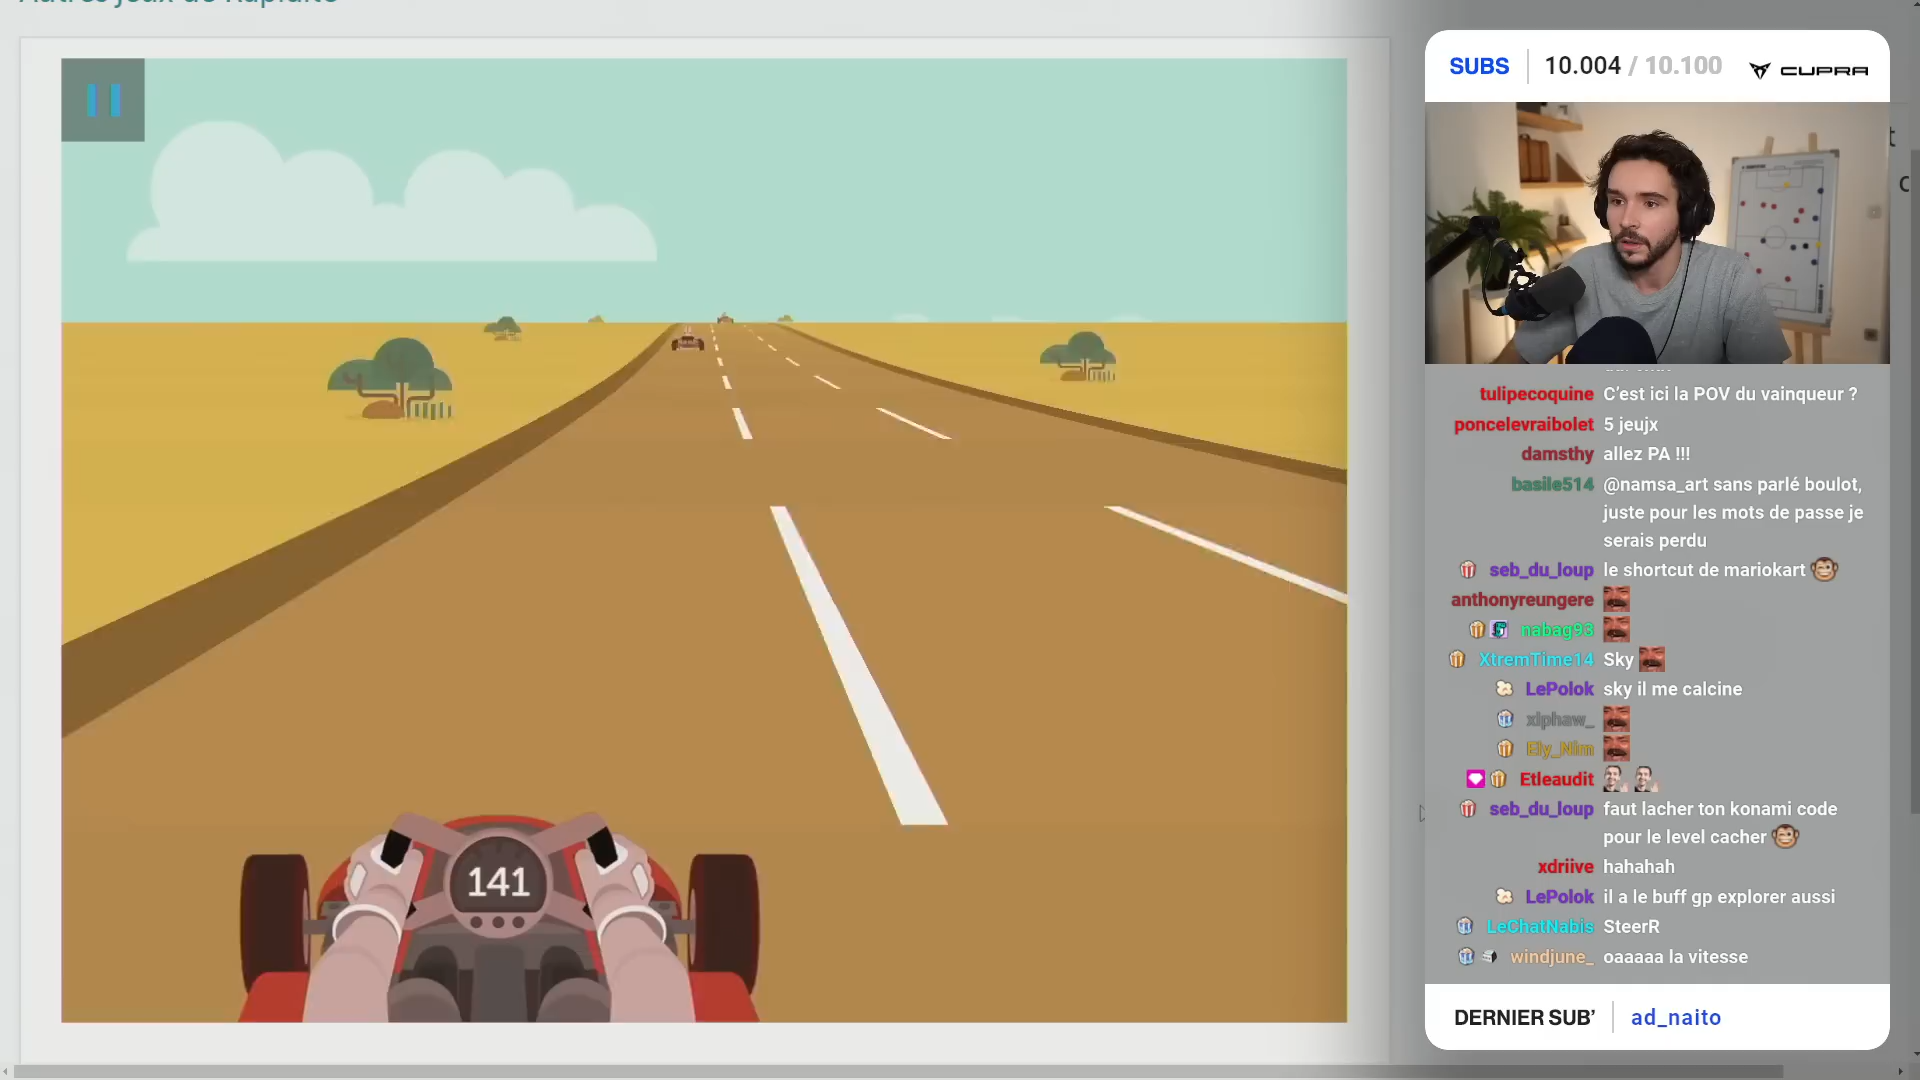 SUBS 10.004 / 10.100 CUPRA
141
tulipecoquine C'est ici la POV du vainqueur ?
poncelevraibolet 5 jeujx
damsthy allez PA !!!
basile514 @namsa_art sans parlé boulot,
juste pour les mots de passe je
serais perdu
seb_du_loup le shortcut de mariokart
anthonyreungere
nabag93
XtremTime14 Sky
LePolok sky il me calcine
xlphaw_
Ely_Nim
Etleaudit
seb_du_loup faut lacher ton konami code
pour le level cacher
xdriive hahahah
LePolok il a le buff gp explorer aussi
LeChatNabis SteerR
windjune_ oaaaaa la vitesse
DERNIER SUB' ad_naito